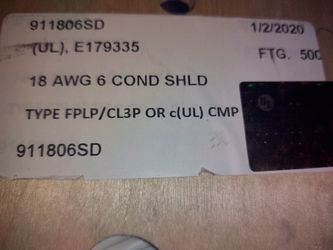 911806SD 1/2/2020
(UL), E179335 FTG. 500
18 AWG 6 COND SHLD
TYPE FPLP/CL3P OR c(UL) CMP
UL
911806SD